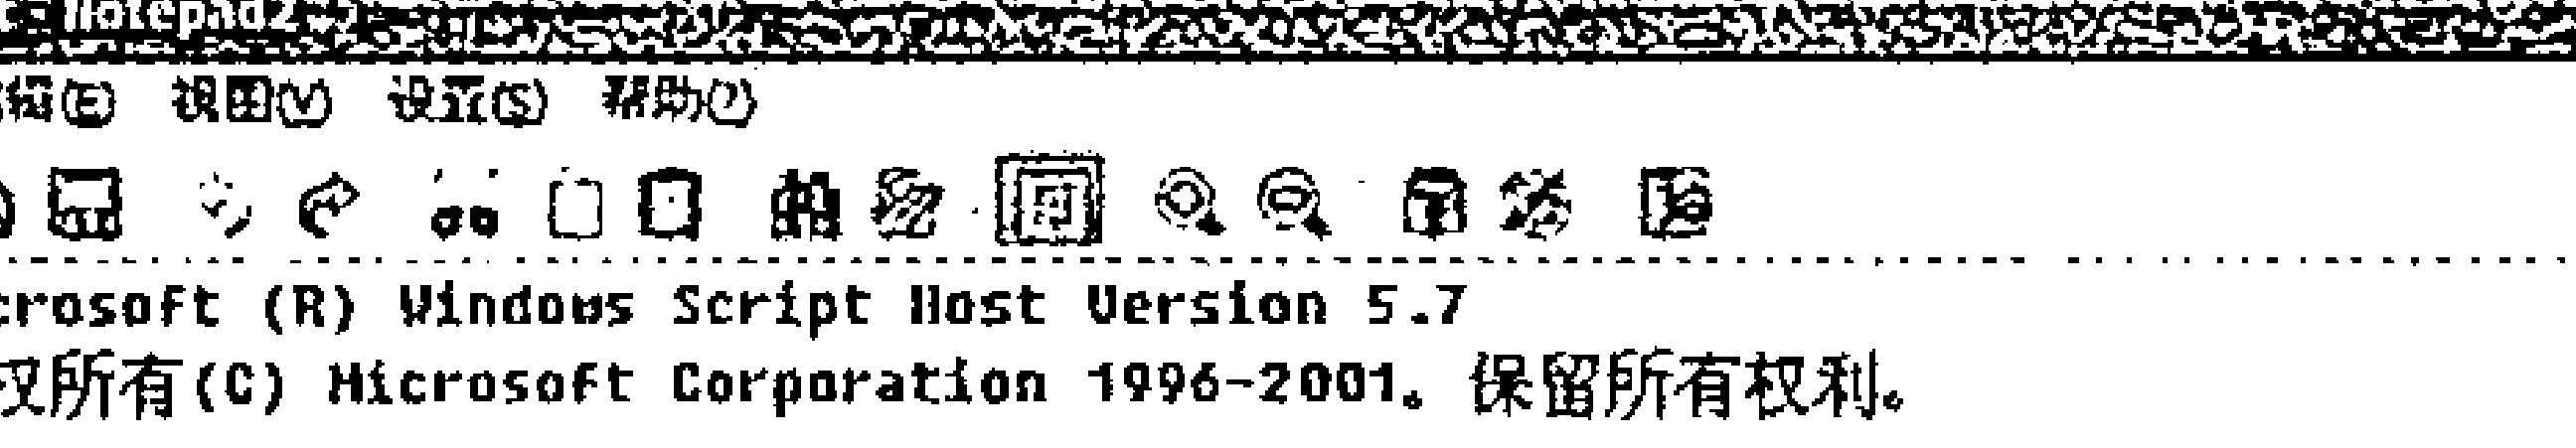 Notepad2
编(E) 视图(V) 设置(S) 帮助(?)
crosoft (R) Windows Script Host Version 5.7
权所有(C) Microsoft Corporation 1996-2001。保留所有权利。